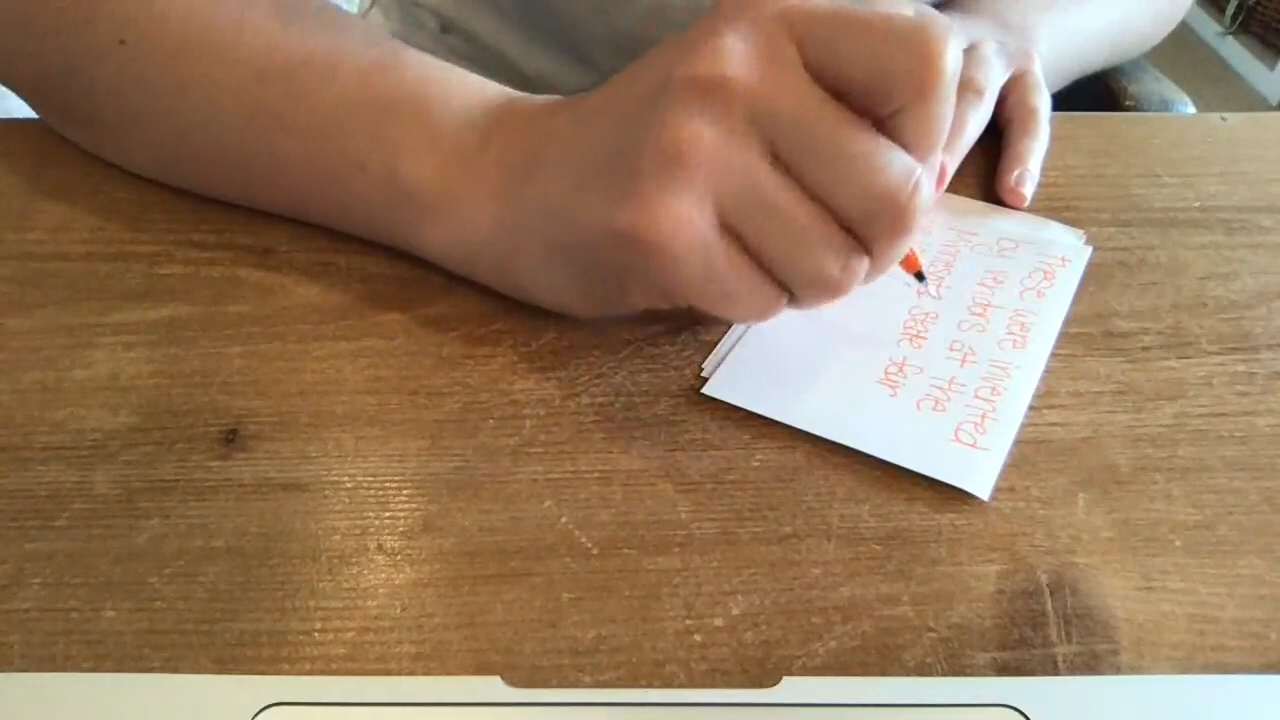 these were invented
by vendors at the
Minnesota State fair